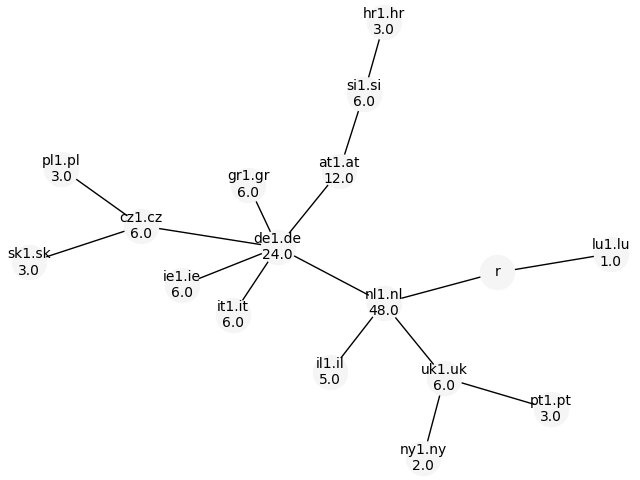 hr1.hr
3.0
si1.si
6.0
pl1.pl
3.0
gr1.gr
6.0
at1.at
12.0
cz1.cz
6.0
de1.de
24.0
sk1.sk
3.0
ie1.ie
6.0
it1.it
6.0
nl1.nl
48.0
r
lu1.lu
1.0
il1.il
5.0
uk1.uk
6.0
pt1.pt
3.0
ny1.ny
2.0